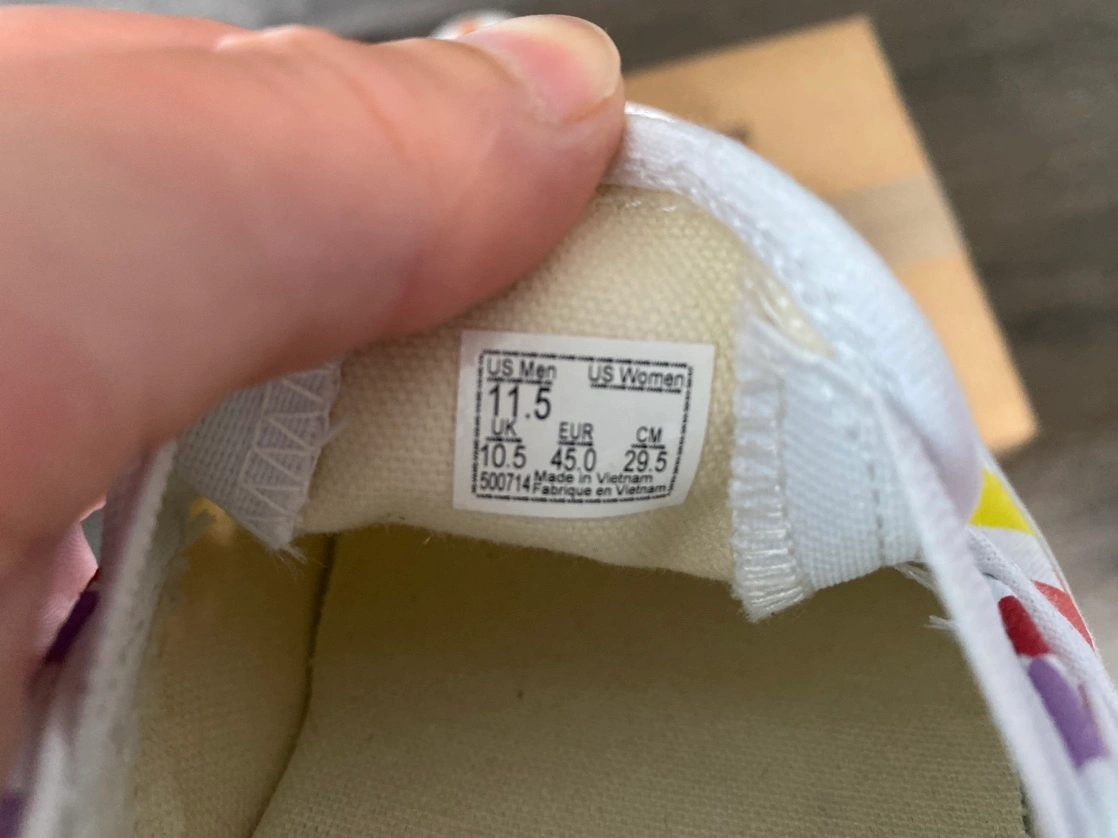 US Men US Women
11.5
UK EUR CM
10.5 45.0 29.5
500714 Made in Vietnam
Fabrique en Vietnam